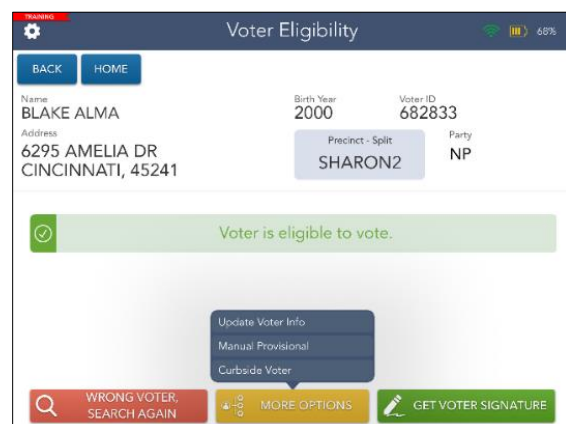 TRAINING
Voter Eligibility
68%
BACK HOME
Name Birth Year Voter ID
BLAKE ALMA 2000 682833
Address Precinct - Split Party
6295 AMELIA DR SHARON2 NP
CINCINNATI, 45241
Voter is eligible to vote.
Update Voter Info
Manual Provisional
Curbside Voter
WRONG VOTER,
SEARCH AGAIN
MORE OPTIONS
GET VOTER SIGNATURE